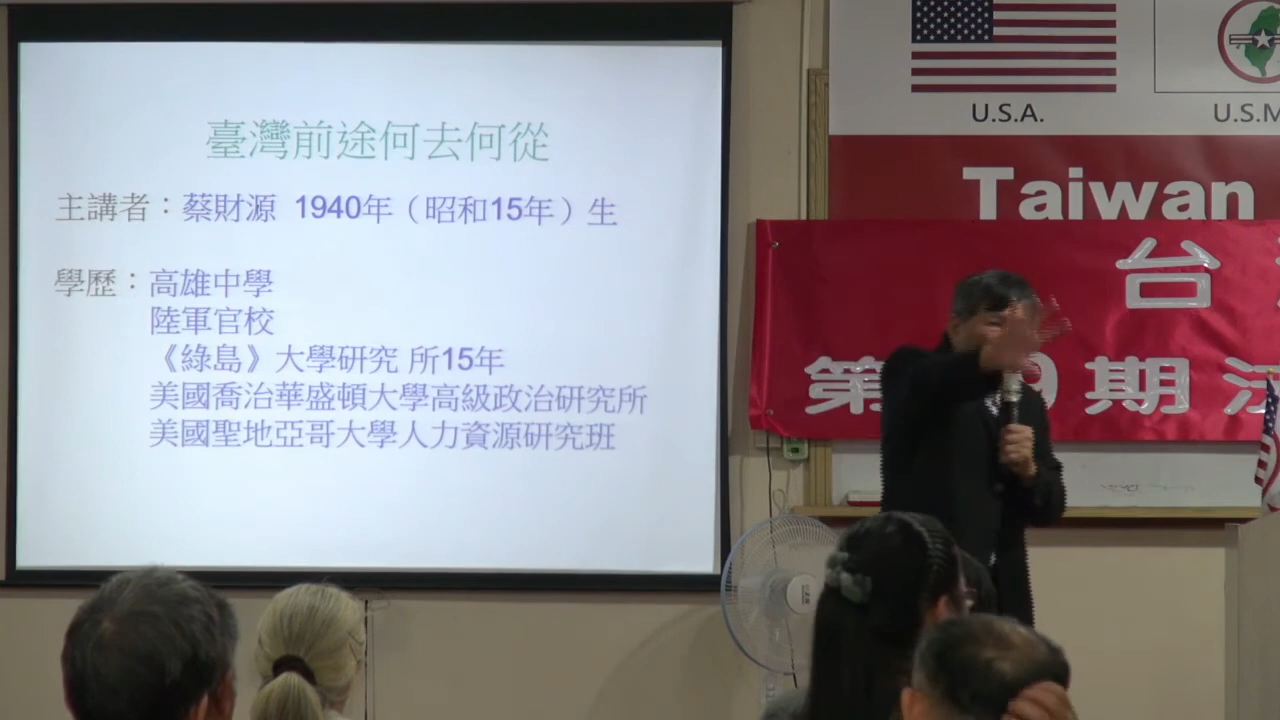 臺灣前途何去何從
主講者：蔡財源 1940年（昭和15年）生
學歷：高雄中學
陸軍官校
《綠島》大學研究 所15年
美國喬治華盛頓大學高級政治研究所
美國聖地亞哥大學人力資源研究班
U.S.A.
U.S.M
Taiwan
台
第 9期